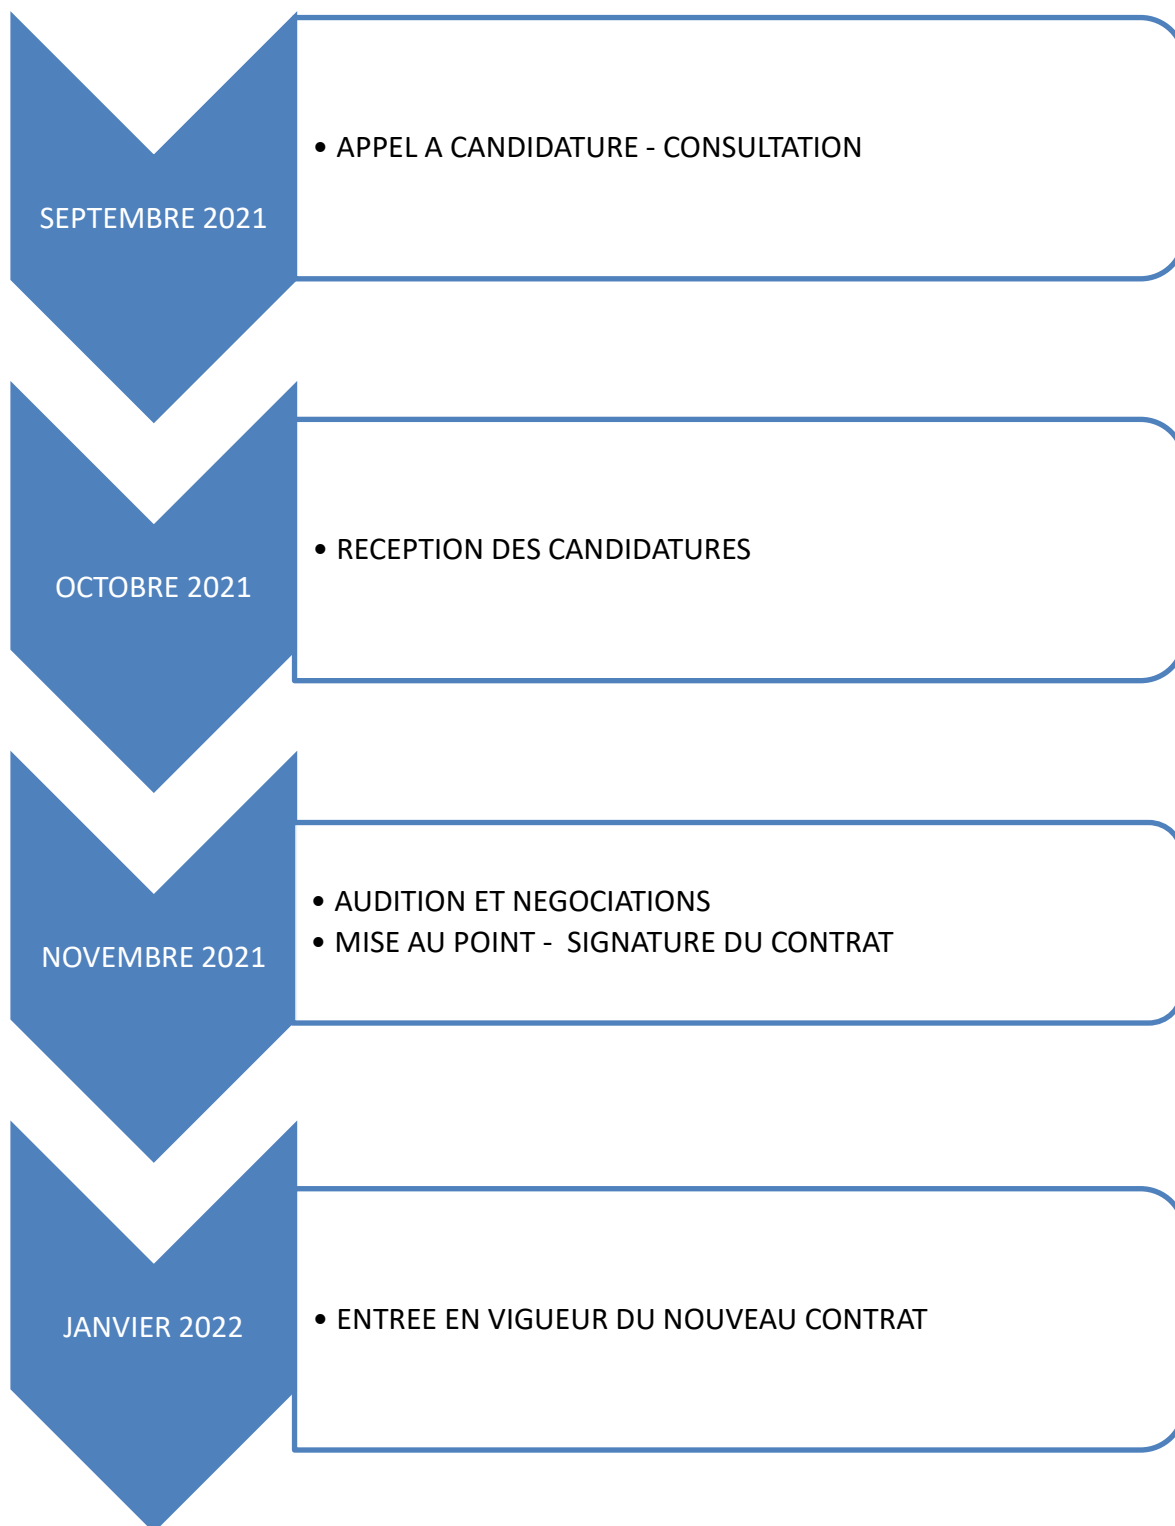 SEPTEMBRE 2021
• APPEL A CANDIDATURE - CONSULTATION
OCTOBRE 2021
• RECEPTION DES CANDIDATURES
NOVEMBRE 2021
• AUDITION ET NEGOCIATIONS
• MISE AU POINT -  SIGNATURE DU CONTRAT
JANVIER 2022
• ENTREE EN VIGUEUR DU NOUVEAU CONTRAT